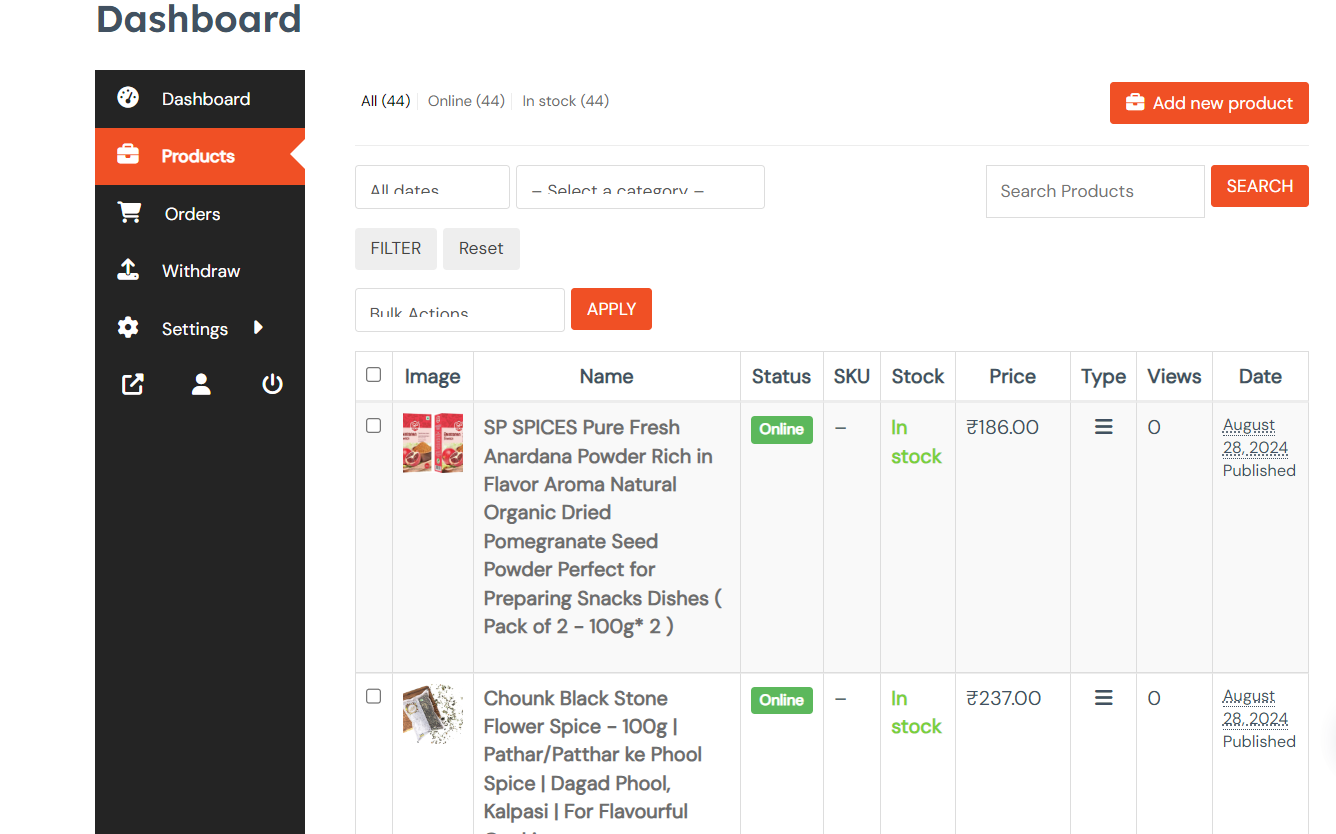 Dashboard
Dashboard
Products
Orders
Withdraw
Settings
All (44) Online (44) In stock (44)
Add new product
All dates
– Select a category –
Search Products
SEARCH
FILTER
Reset
Bulk Actions
APPLY
Image Name Status SKU Stock Price Type Views Date
SP SPICES Pure Fresh
Anardana Powder Rich in
Flavor Aroma Natural
Organic Dried
Pomegranate Seed
Powder Perfect for
Preparing Snacks Dishes (
Pack of 2 - 100g* 2 )
Online
–
In
stock
₹186.00
0
August
28, 2024
Published
Chounk Black Stone
Flower Spice - 100g |
Pathar/Patthar ke Phool
Spice | Dagad Phool,
Kalpasi | For Flavourful
Online
–
In
stock
₹237.00
0
August
28, 2024
Published